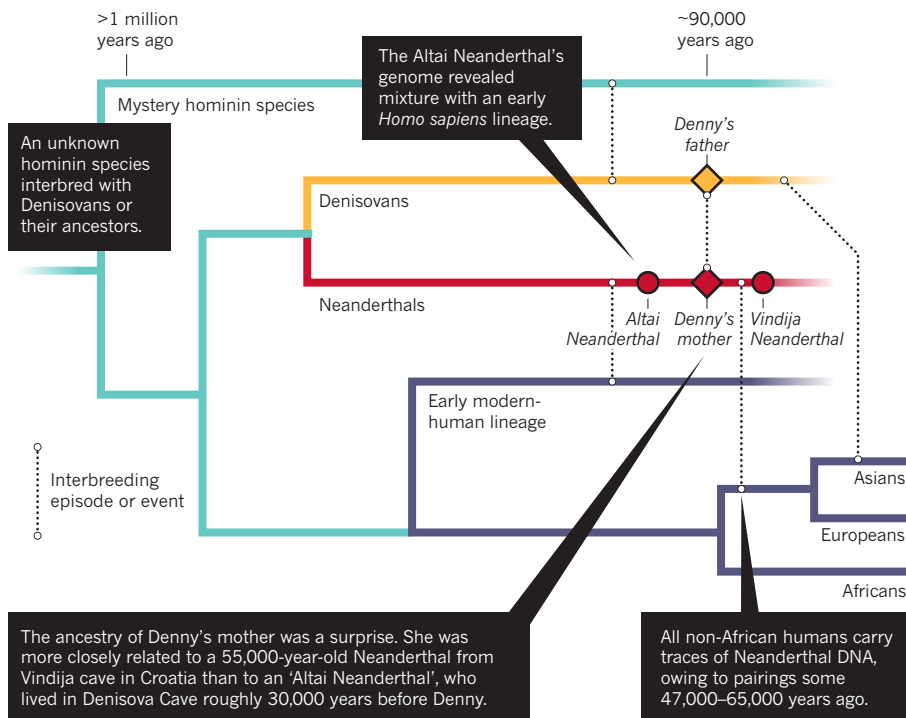 >1 million
years ago
~90,000
years ago
The Altai Neanderthal’s
genome revealed
mixture with an early
Homo sapiens lineage.
Mystery hominin species
An unknown
hominin species
interbred with
Denisovans or
their ancestors.
Denny’s
father
Denisovans
Neanderthals
Altai
Neanderthal
Denny’s
mother
Vindija
Neanderthal
Early modern-
human lineage
Interbreeding
episode or event
Asians
Europeans
Africans
The ancestry of Denny’s mother was a surprise. She was
more closely related to a 55,000-year-old Neanderthal from
Vindija cave in Croatia than to an ‘Altai Neanderthal’, who
lived in Denisova Cave roughly 30,000 years before Denny.
All non-African humans carry
traces of Neanderthal DNA,
owing to pairings some
47,000–65,000 years ago.